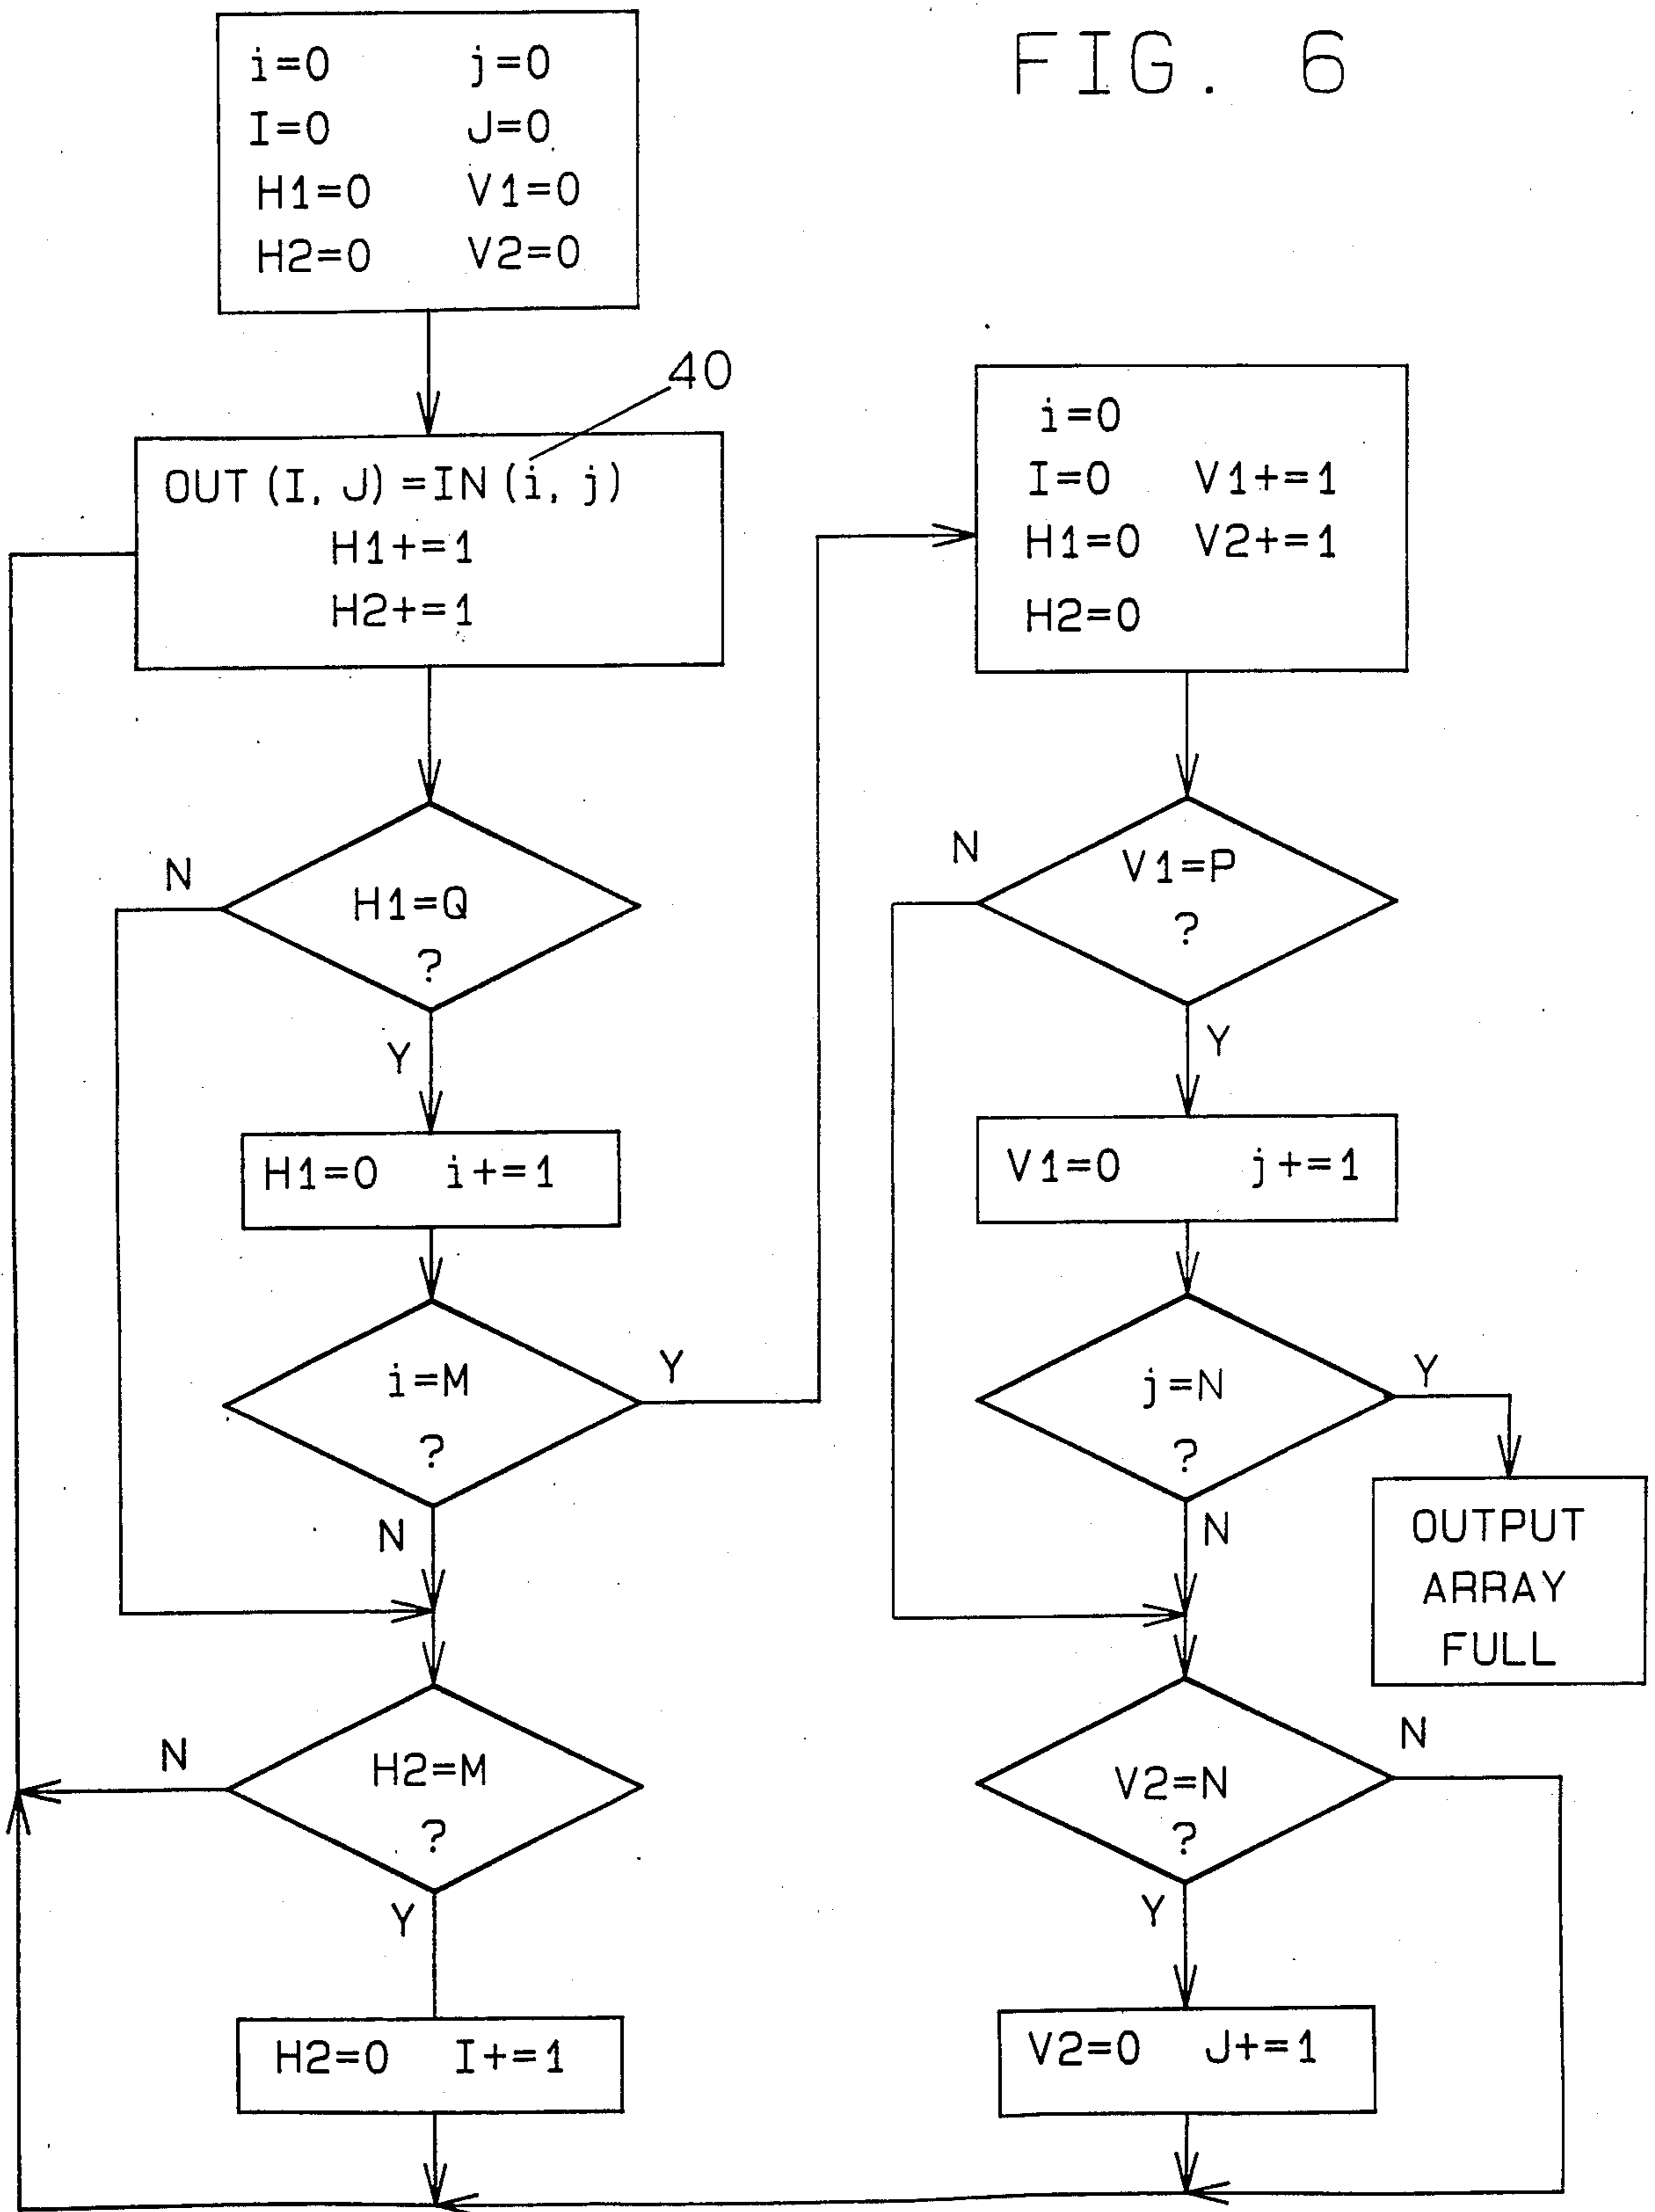 FIG. 6
i=0 j=0
I=0 J=0
H1=0 V1=0
H2=0 V2=0
40
OUT (I, J) =IN (i, j)
H1+=1
H2+=1
N
H1=Q
?
Y
H1=0 i+=1
i=M
?
Y
N
H2=M
?
N
Y
H2=0 I+=1
i=0
I=0 V1+=1
H1=0 V2+=1
H2=0
N
V1=P
?
Y
V1=0 j+=1
j=N
?
Y
N
OUTPUT
ARRAY
FULL
V2=N
?
N
Y
V2=0 J+=1